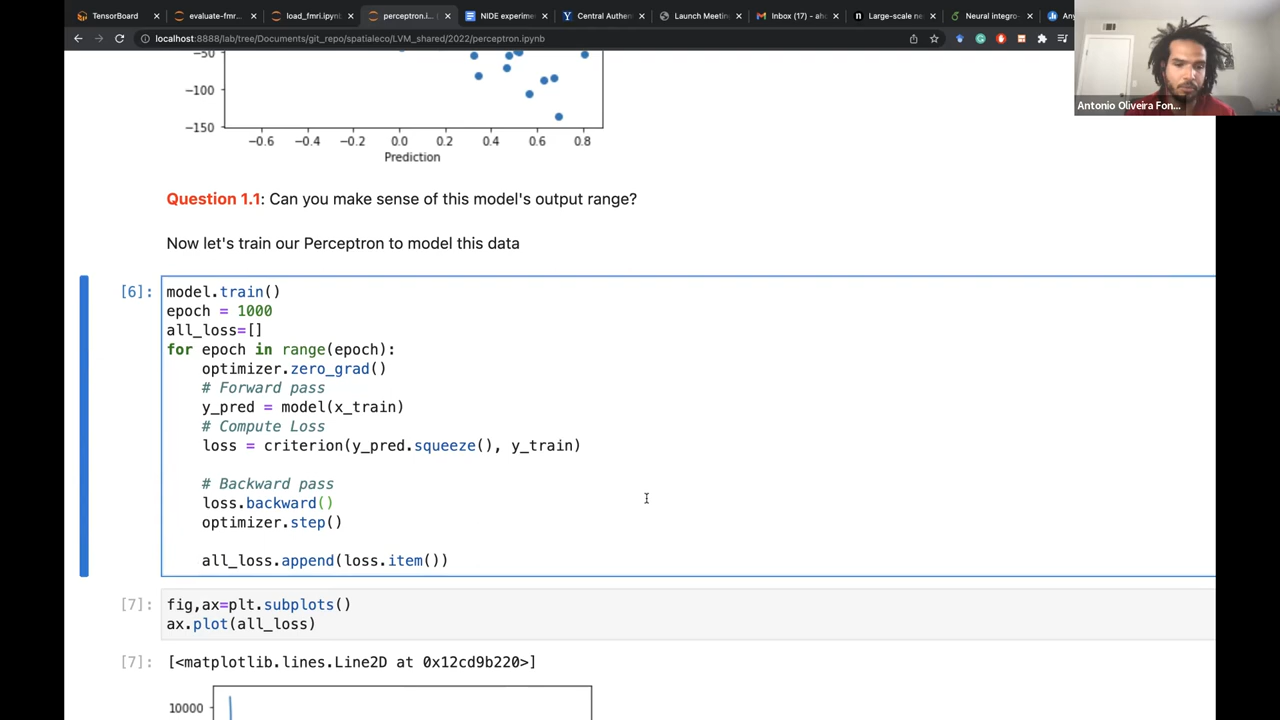 TensorBoard
evaluate-fmr...
load_fmri.ipyn
perceptron.i...
NIDE experime
Central Authen
Launch Meetin
Inbox (17) - ah
Large-scale ne
Neural integro
Any
localhost:8888/lab/tree/Documents/git_repo/spatialeco/LVM_shared/2022/perceptron.ipynb
Antonio Oliveira Fon...
−50
−100
−150
−0.6 −0.4 −0.2 0.0 0.2 0.4 0.6 0.8
Prediction
Question 1.1: Can you make sense of this model's output range?
Now let's train our Perceptron to model this data
[6]:
model.train()
epoch = 1000
all_loss=[]
for epoch in range(epoch):
optimizer.zero_grad()
# Forward pass
y_pred = model(x_train)
# Compute Loss
loss = criterion(y_pred.squeeze(), y_train)
# Backward pass
loss.backward()
optimizer.step()
all_loss.append(loss.item())
[7]:
fig,ax=plt.subplots()
ax.plot(all_loss)
[7]:
[<matplotlib.lines.Line2D at 0x12cd9b220>]
10000